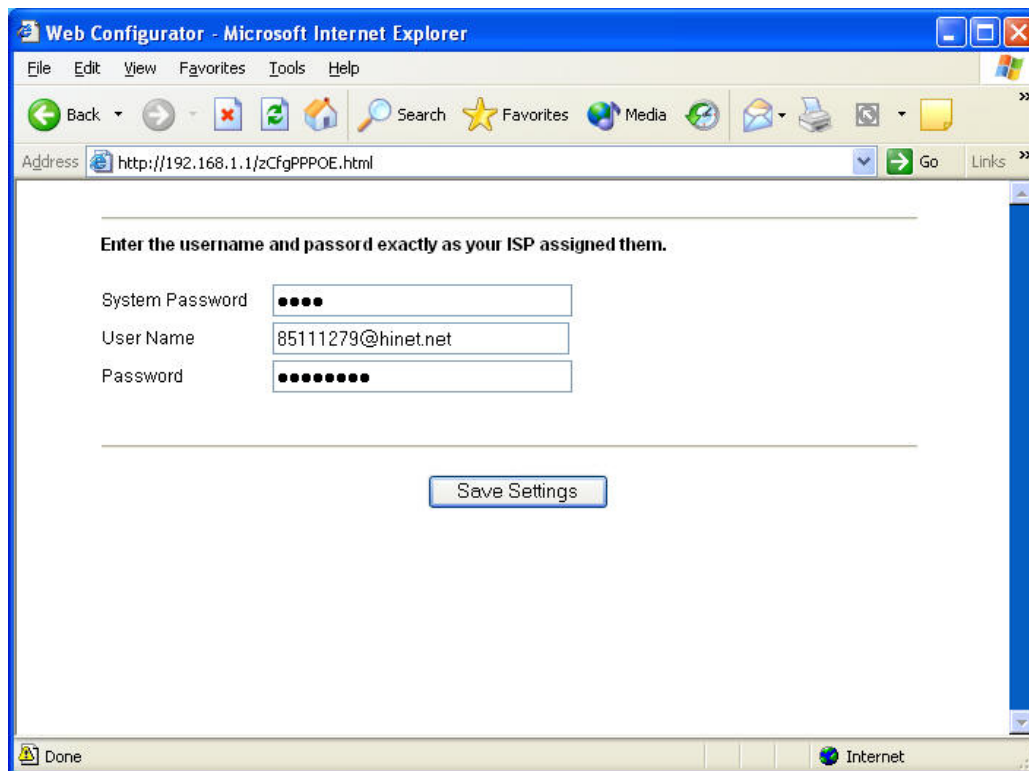 Web Configurator - Microsoft Internet Explorer
File Edit View Favorites Tools Help
Back Search Favorites Media »
Address http://192.168.1.1/zCfgPPPOE.html Go Links »
Enter the username and passord exactly as your ISP assigned them.
System Password ●●●●
User Name 85111279@hinet.net
Password ●●●●●●●●
Save Settings
Done Internet